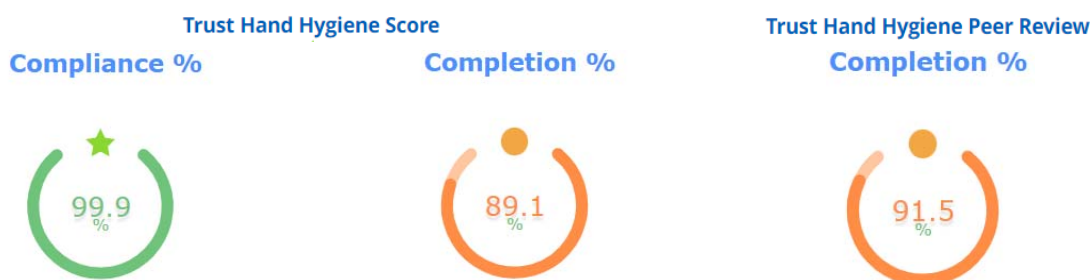 Trust Hand Hygiene Score
Trust Hand Hygiene Peer Review
Compliance %
Completion %
Completion %
99.9
%
89.1
%
91.5
%